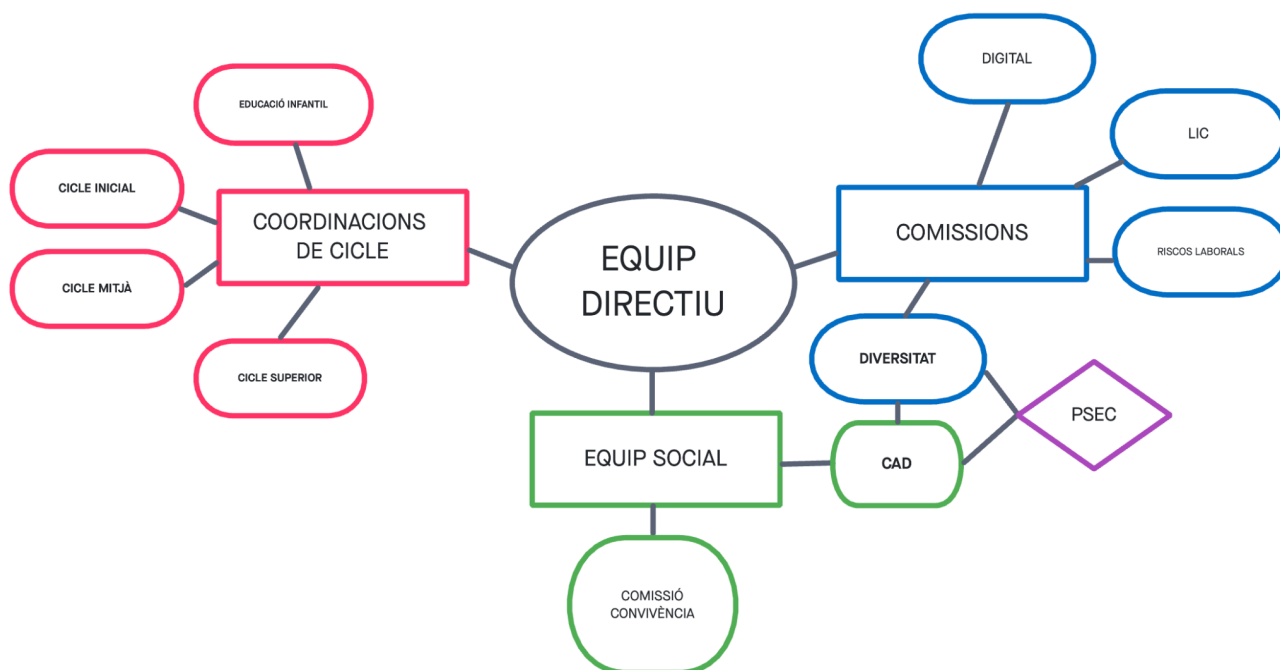 DIGITAL
EDUCACIÓ INFANTIL
LIC
CICLE INICIAL
COORDINACIONS
DE CICLE
COMISSIONS
EQUIP
DIRECTIU
RISCOS LABORALS
CICLE MITJÀ
DIVERSITAT
CICLE SUPERIOR
PSEC
EQUIP SOCIAL
CAD
COMISSIÓ
CONVIVÈNCIA